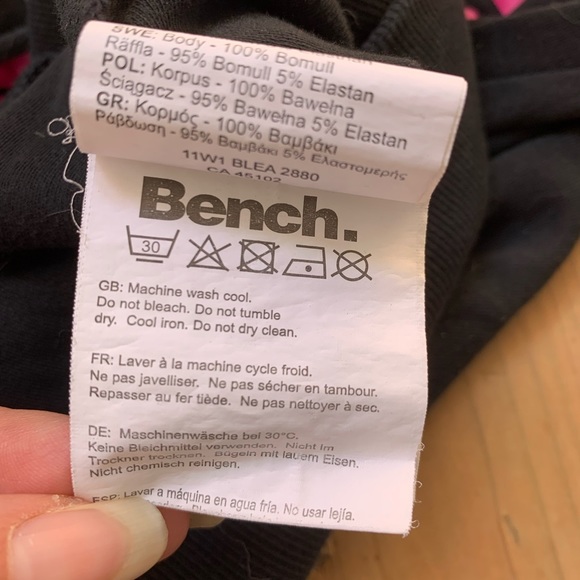 SWE: Body - 100% Bomull
Räffla - 95% Bomull 5% Elastan
POL: Korpus - 100% Bawełna
Ściągacz - 95% Bawełna 5% Elastan
GR: Κορμός - 100% Βαμβάκι
Ράβδωση - 95% Βαμβάκι 5% Ελαστομερής
11W1 BLEA 2880
CA 45102
Bench.
30
GB: Machine wash cool.
Do not bleach. Do not tumble
dry. Cool iron. Do not dry clean.
FR: Laver à la machine cycle froid.
Ne pas javelliser. Ne pas sécher en tambour.
Repasser au fer tiède. Ne pas nettoyer à sec.
DE: Maschinenwäsche bei 30°C.
Keine Bleichmittel verwenden. Nicht im
Trockner trocknen. Bügeln mit lauem Eisen.
Nicht chemisch reinigen.
ESP: Lavar a máquina en agua fría. No usar lejía.